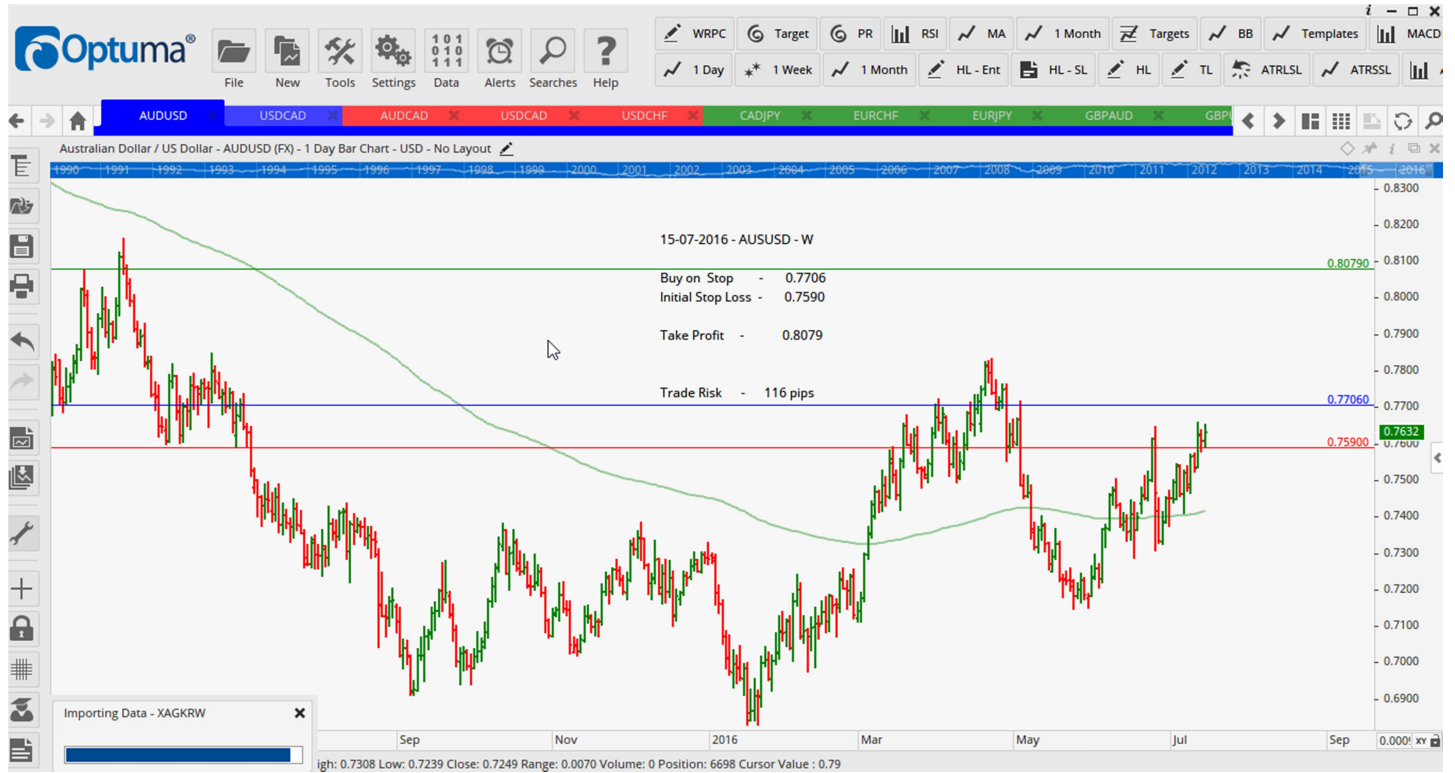 Optuma®
File New Tools Settings Data Alerts Searches Help
WRPC Target PR RSI MA 1 Month Targets BB Templates MACD
1 Day 1 Week 1 Month HL - Ent HL - SL HL TL ATRLSL ATRSSL
AUDUSD USDCAD AUDCAD USDCAD USDCHF CADJPY EURCHF EURJPY GBPAUD
Australian Dollar / US Dollar - AUDUSD (FX) - 1 Day Bar Chart - USD - No Layout
1990 1991 1992 1993 1994 1995 1996 1997 1998 1999 2000 2001 2002 2003 2004 2005 2006 2007 2008 2009 2010 2011 2012 2013 2014 2015 2016
0.8300
0.8200
15-07-2016 - AUSUSD - W
0.8100
0.80790
Buy on Stop - 0.7706
Initial Stop Loss - 0.7590
0.8000
Take Profit - 0.8079
0.7900
0.7800
Trade Risk - 116 pips
0.77060
0.7700
0.7632
0.75900
0.7600
0.7500
0.7400
0.7300
0.7200
0.7100
0.7000
0.6900
Importing Data - XAGKRW
Sep Nov 2016 Mar May Jul Sep
XY
igh: 0.7308 Low: 0.7239 Close: 0.7249 Range: 0.0070 Volume: 0 Position: 6698 Cursor Value : 0.79